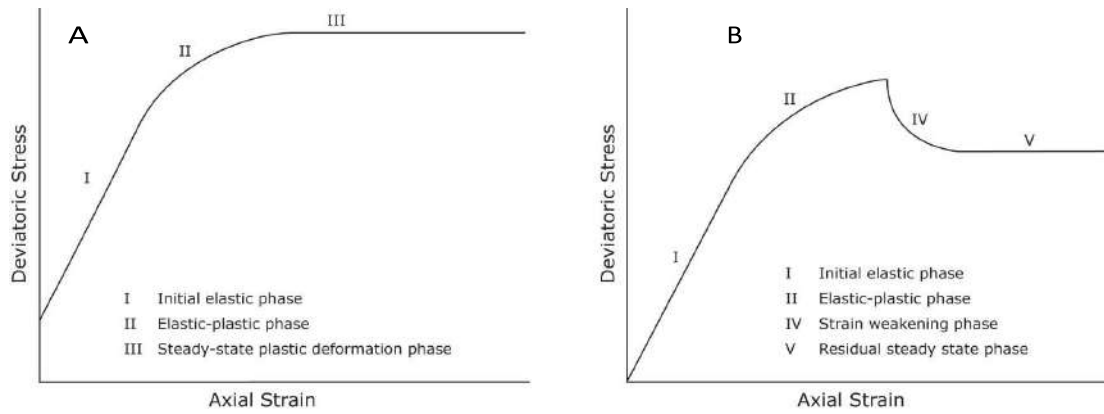 A
III
II
I
Deviatoric Stress
I Initial elastic phase
II Elastic-plastic phase
III Steady-state plastic deformation phase
Axial Strain
B
II
IV
V
I
Deviatoric Stress
I Initial elastic phase
II Elastic-plastic phase
IV Strain weakening phase
V Residual steady state phase
Axial Strain